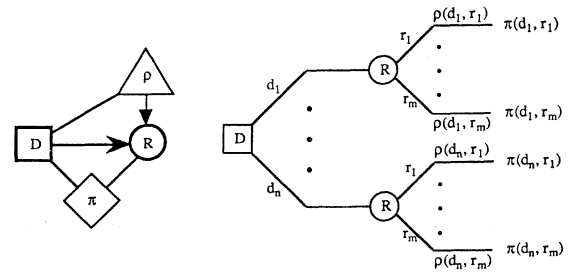 ρ
D
R
π
D
d₁
dₙ
R
r₁
rₘ
ρ(d₁, r₁)
π(d₁, r₁)
ρ(d₁, rₘ)
π(d₁, rₘ)
R
r₁
rₘ
ρ(dₙ, r₁)
π(dₙ, r₁)
ρ(dₙ, rₘ)
π(dₙ, rₘ)